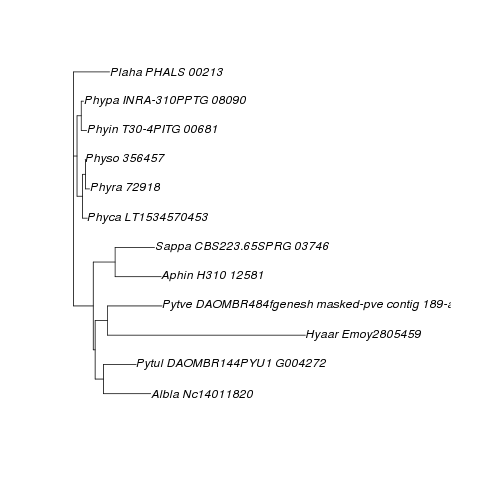 Plaha PHALS 00213
Phypa INRA-310PPTG 08090
Phyin T30-4PITG 00681
Physo 356457
Phyra 72918
Phyca LT1534570453
Sappa CBS223.65SPRG 03746
Aphin H310 12581
Pytve DAOMBR484fgenesh masked-pve contig 189-a
Hyaar Emoy2805459
Pytul DAOMBR144PYU1 G004272
Albla Nc14011820